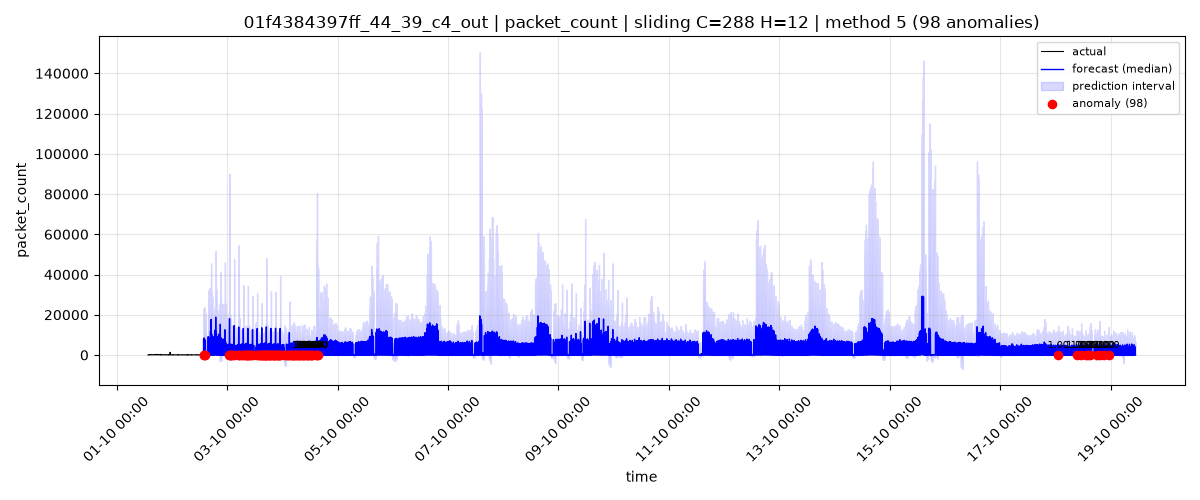 01f4384397ff_44_39_c4_out | packet_count | sliding C=288 H=12 | method 5 (98 anomalies)
actual
forecast (median)
prediction interval
anomaly (98)
packet_count
140000
120000
100000
80000
60000
40000
20000
0
01-10 00:00
03-10 00:00
05-10 00:00
07-10 00:00
09-10 00:00
11-10 00:00
13-10 00:00
15-10 00:00
17-10 00:00
19-10 00:00
time